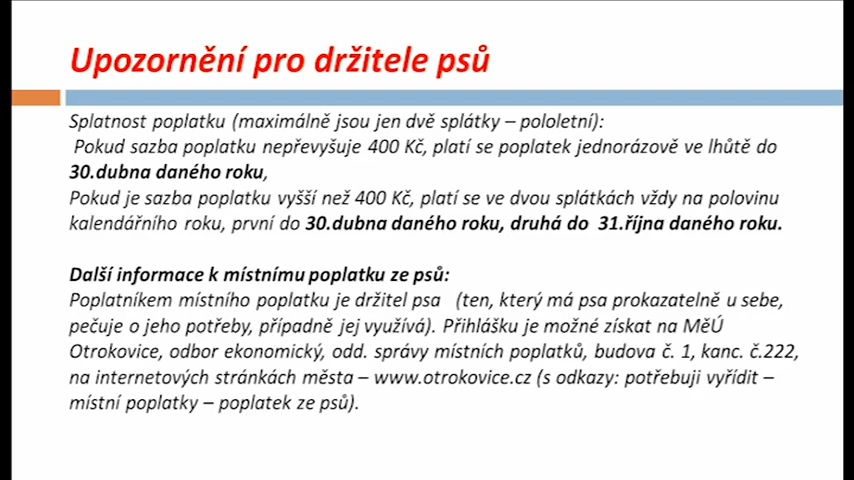 Upozornění pro držitele psů
Splatnost poplatku (maximálně jsou jen dvě splátky – pololetní):
Pokud sazba poplatku nepřevyšuje 400 Kč, platí se poplatek jednorázově ve lhůtě do
30.dubna daného roku,
Pokud je sazba poplatku vyšší než 400 Kč, platí se ve dvou splátkách vždy na polovinu
kalendářního roku, první do 30.dubna daného roku, druhá do 31.října daného roku.
Další informace k místnímu poplatku ze psů:
Poplatníkem místního poplatku je držitel psa (ten, který má psa prokazatelně u sebe,
pečuje o jeho potřeby, případně jej využívá). Přihlášku je možné získat na MěÚ
Otrokovice, odbor ekonomický, odd. správy místních poplatků, budova č. 1, kanc. č.222,
na internetových stránkách města – www.otrokovice.cz (s odkazy: potřebuji vyřídit –
místní poplatky – poplatek ze psů).